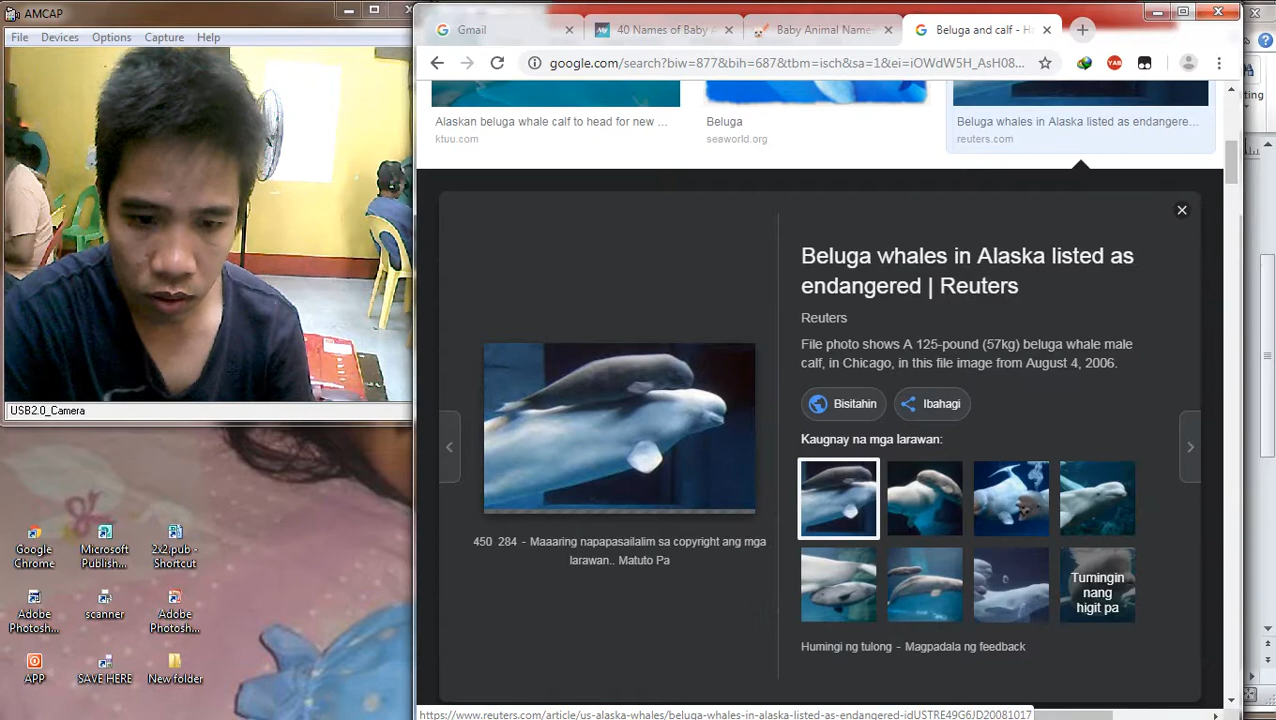 AMCAP
File Devices Options Capture Help
USB2.0_Camera
Google Chrome
Microsoft Publish...
2x2.pub - Shortcut
Adobe Photosh...
scanner
Adobe Photosh...
APP
SAVE HERE
New folder
Gmail
40 Names of Baby A
Baby Animal Name
Beluga and calf - H
google.com/search?biw=877&bih=687&tbm=isch&sa=1&ei=iOWdW5H_AsH08...
YAB
Alaskan beluga whale calf to head for new ...
ktuu.com
Beluga
seaworld.org
Beluga whales in Alaska listed as endangere...
reuters.com
Beluga whales in Alaska listed as
endangered | Reuters
Reuters
File photo shows A 125-pound (57kg) beluga whale male
calf, in Chicago, in this file image from August 4, 2006.
Bisitahin
Ibahagi
Kaugnay na mga larawan:
Tumingin
nang
higit pa
450 284 - Maaaring napapasailalim sa copyright ang mga
larawan.. Matuto Pa
Humingi ng tulong - Magpadala ng feedback
https://www.reuters.com/article/us-alaska-whales/beluga-whales-in-alaska-listed-as-endangered-idUSTRE49G6JD20081017
ting